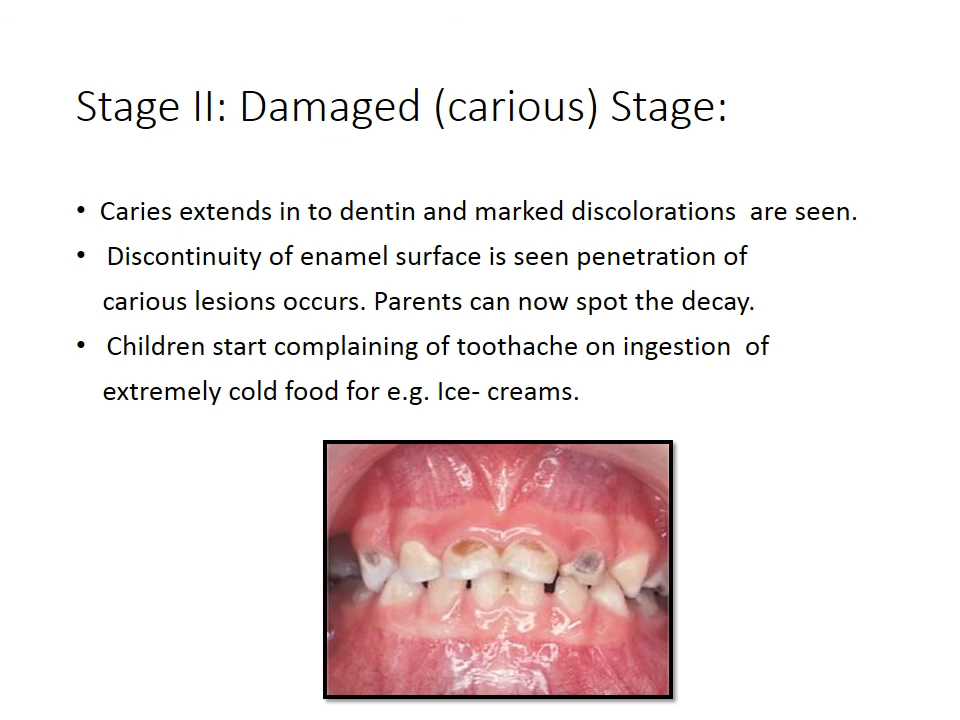 Stage II: Damaged (carious) Stage:
• Caries extends in to dentin and marked discolorations  are seen.
• Discontinuity of enamel surface is seen penetration of
carious lesions occurs. Parents can now spot the decay.
• Children start complaining of toothache on ingestion  of
extremely cold food for e.g. Ice- creams.